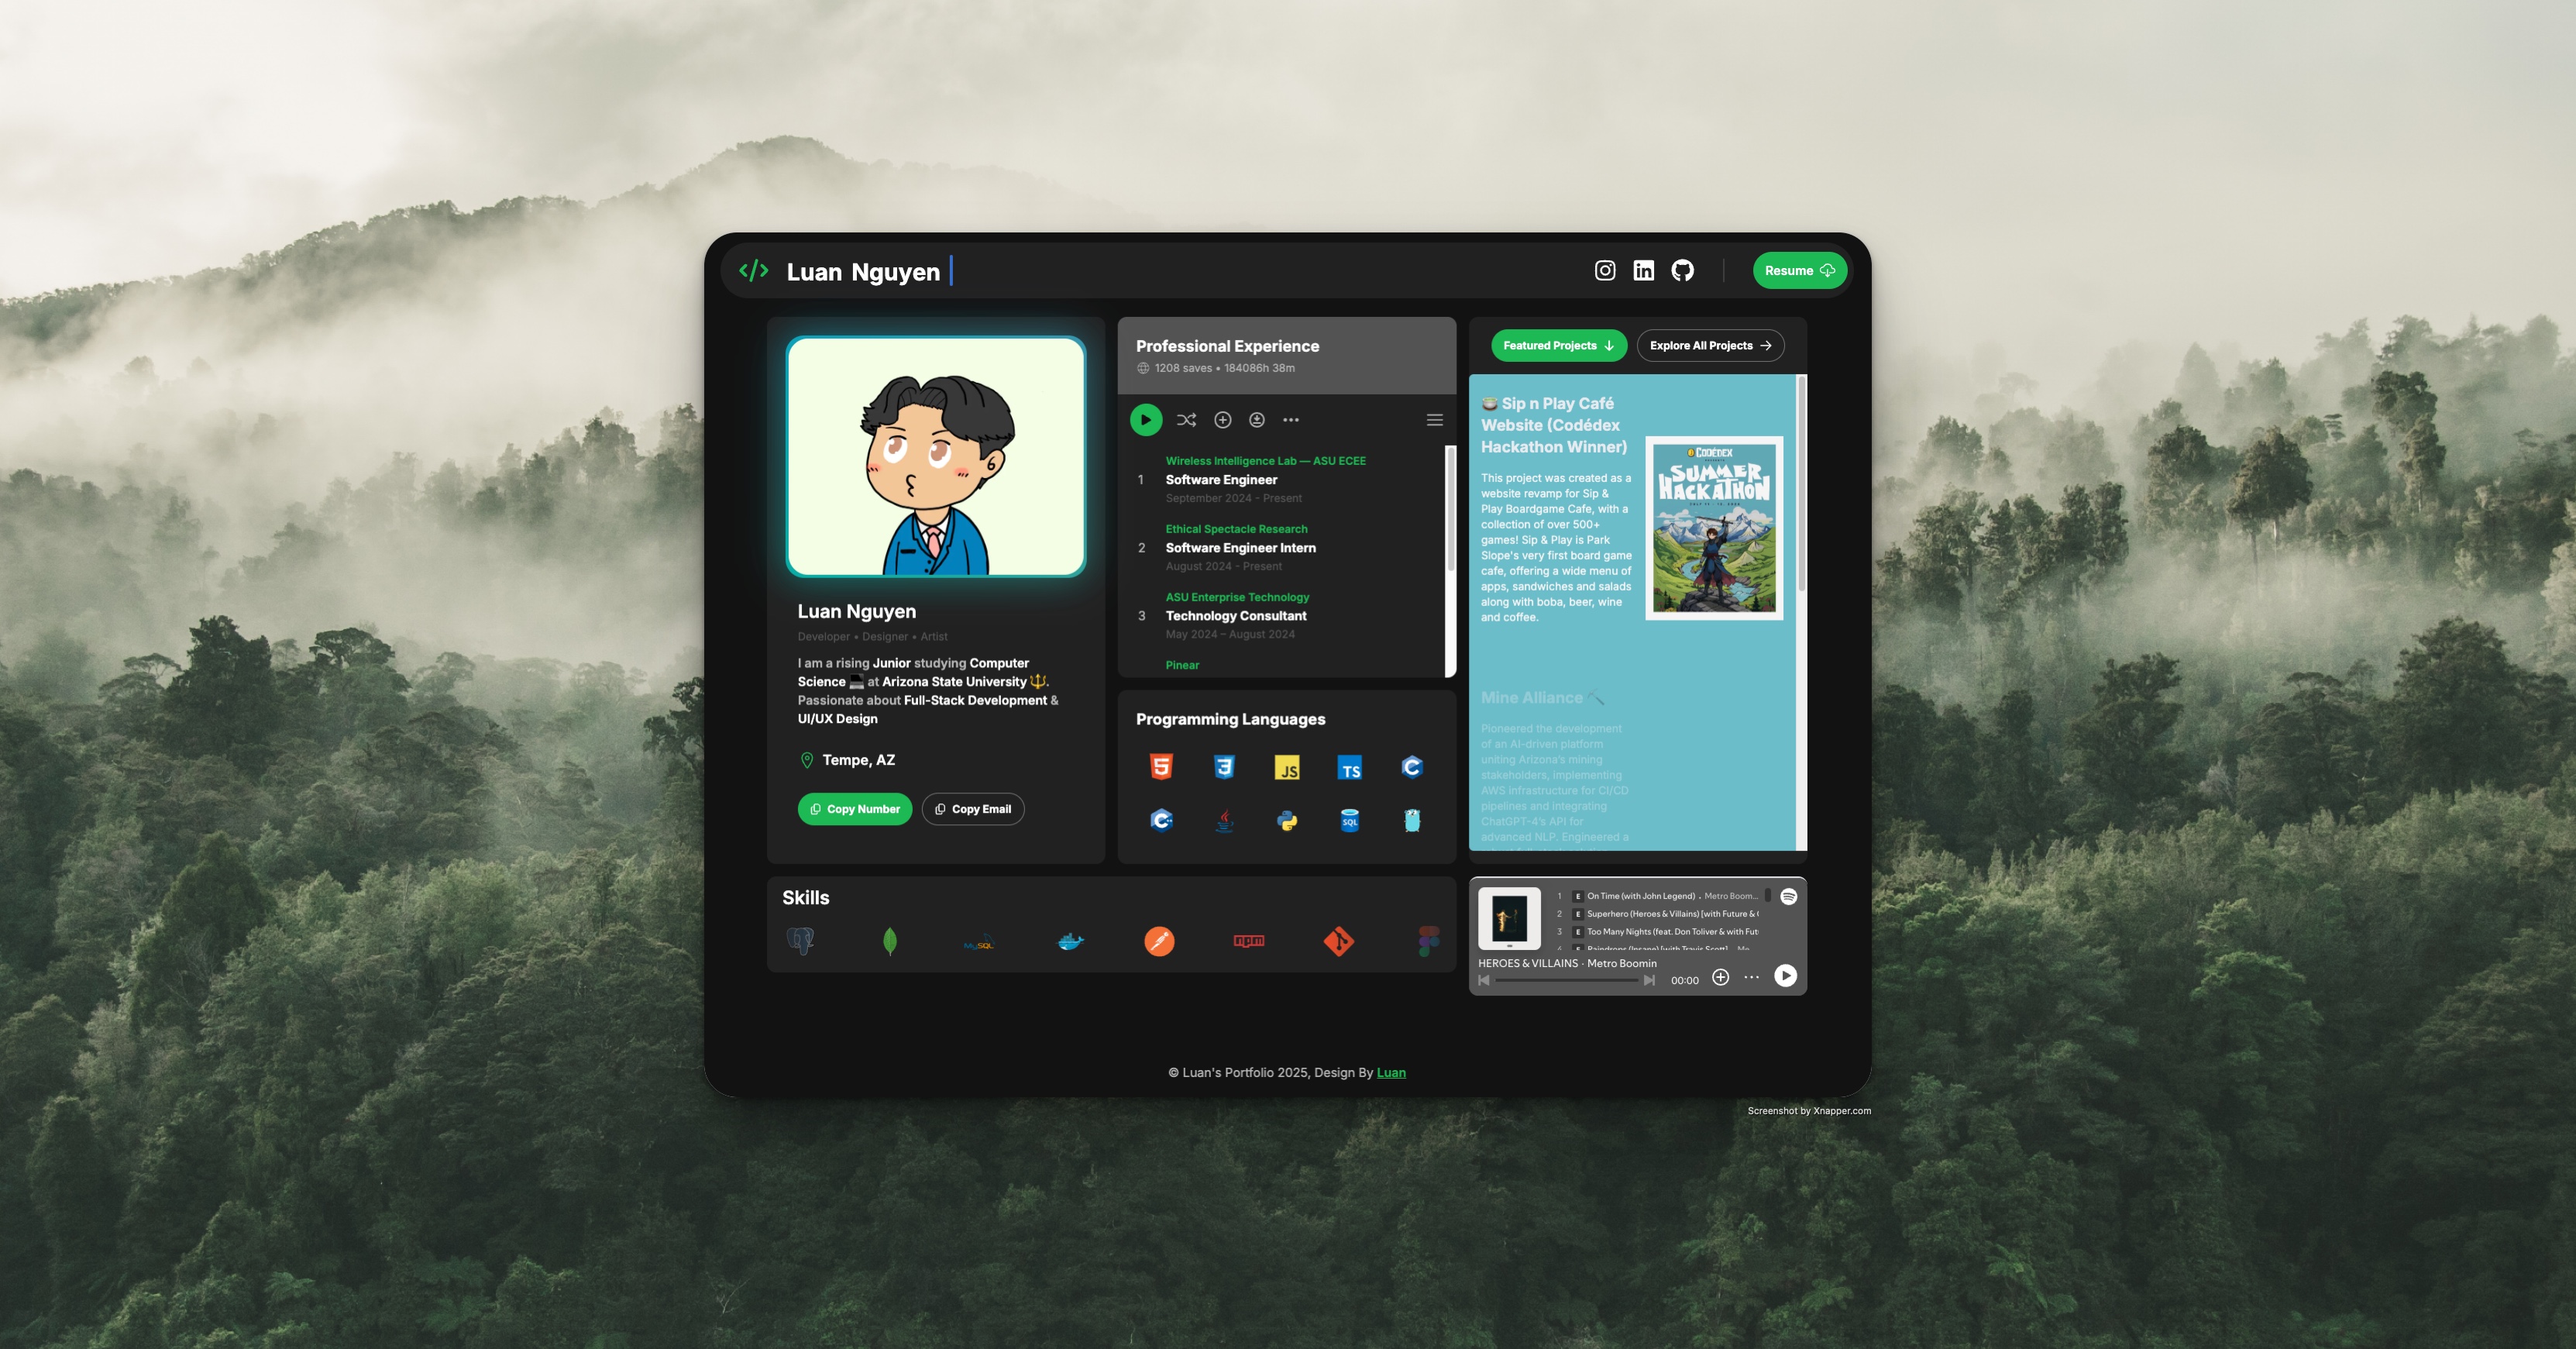 Luan Nguyen
Resume
Luan Nguyen
Developer • Designer • Artist
I am a rising Junior studying Computer
Science 💻 at Arizona State University 🔱.
Passionate about Full-Stack Development &
UI/UX Design
Tempe, AZ
Copy Number
Copy Email
Professional Experience
1208 saves • 184086h 38m
Wireless Intelligence Lab — ASU ECEE
1
Software Engineer
September 2024 - Present
Ethical Spectacle Research
2
Software Engineer Intern
August 2024 - Present
ASU Enterprise Technology
3
Technology Consultant
May 2024 – August 2024
Pinear
Programming Languages
5
3
JS
TS
C
C++
SQL
Featured Projects
Explore All Projects
Sip n Play Café
Website (Codédex
Hackathon Winner)
This project was created as a
website revamp for Sip &
Play Boardgame Cafe, with a
collection of over 500+
games! Sip & Play is Park
Slope's very first board game
cafe, offering a wide menu of
apps, sandwiches and salads
along with boba, beer, wine
and coffee.
CODÉDEX
SUMMER
HACKATHON
Mine Alliance
Pioneered the development
of an AI-driven platform
uniting Arizona's mining
stakeholders, implementing
AWS infrastructure for CI/CD
pipelines and integrating
ChatGPT-4's API for
advanced NLP. Engineered a
Skills
MySQL
npm
1 E On Time (with John Legend) . Metro Boom...
2 E Superhero (Heroes & Villains) [with Future & C
3 E Too Many Nights (feat. Don Toliver & with Futu
4 E Raindrops (Insane) [with Travis Scott] . Me
HEROES & VILLAINS · Metro Boomin
00:00
© Luan's Portfolio 2025, Design By Luan
Screenshot by Xnapper.com